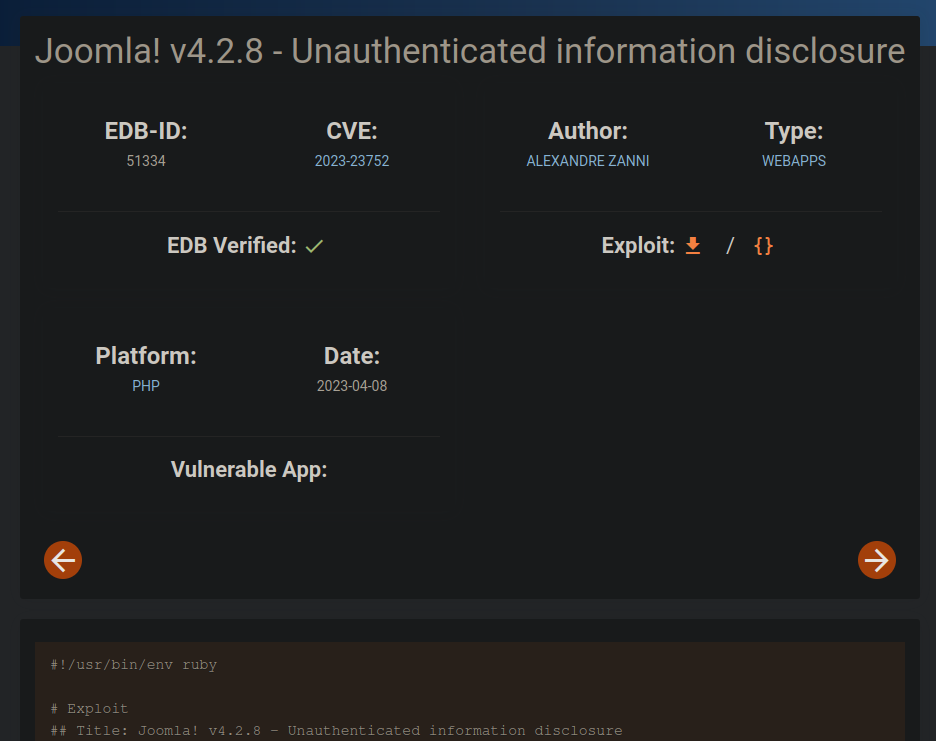 Joomla! v4.2.8 - Unauthenticated information disclosure
EDB-ID:
51334
CVE:
2023-23752
Author:
ALEXANDRE ZANNI
Type:
WEBAPPS
EDB Verified:
Exploit: / {}
Platform:
PHP
Date:
2023-04-08
Vulnerable App:
#!/usr/bin/env ruby
# Exploit
## Title: Joomla! v4.2.8 - Unauthenticated information disclosure